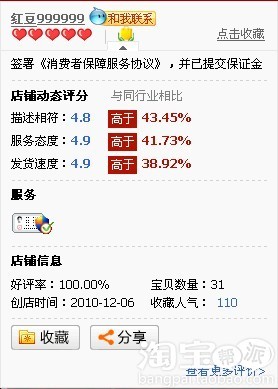 红豆999999 和我联系
点击收藏
签署《消费者保障服务协议》,并已提交保证金
店铺动态评分 与同行业相比
描述相符：4.8 高于 43.45%
服务态度：4.9 高于 41.73%
发货速度：4.9 高于 38.92%
服务
店铺信息
好评率：100.00% 宝贝数量：31
创店时间：2010-12-06 收藏人气： 110
收藏 分享
淘宝帮派
查看更多评价>